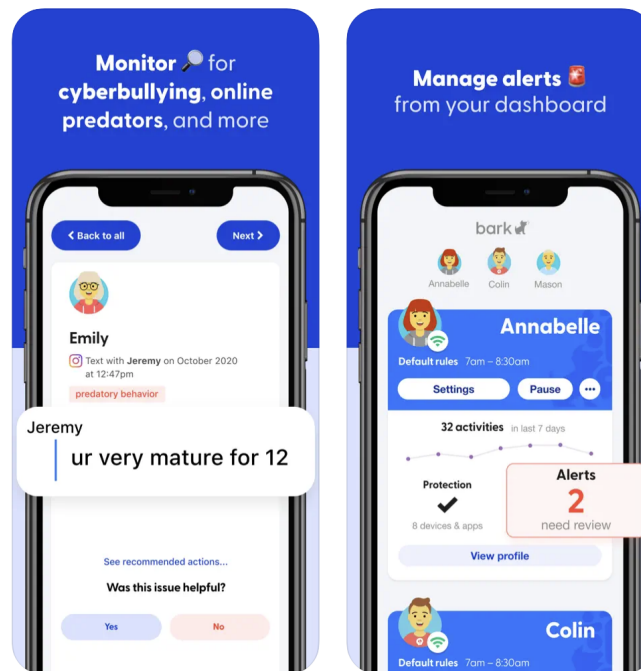 Monitor 🔎 for
cyberbullying, online
predators, and more
Back to all
Next
Emily
Text with Jeremy on October 2020
at 12:47pm
predatory behavior
Jeremy
ur very mature for 12
See recommended actions...
Was this issue helpful?
Yes
No
Manage alerts 🚨
from your dashboard
bark
Annabelle
Colin
Mason
Annabelle
Default rules 7am – 8:30am
Settings
Pause
•••
32 activities in last 7 days
Protection
8 devices & apps
Alerts
2
need review
View profile
Colin
Default rules 7am – 8:30am